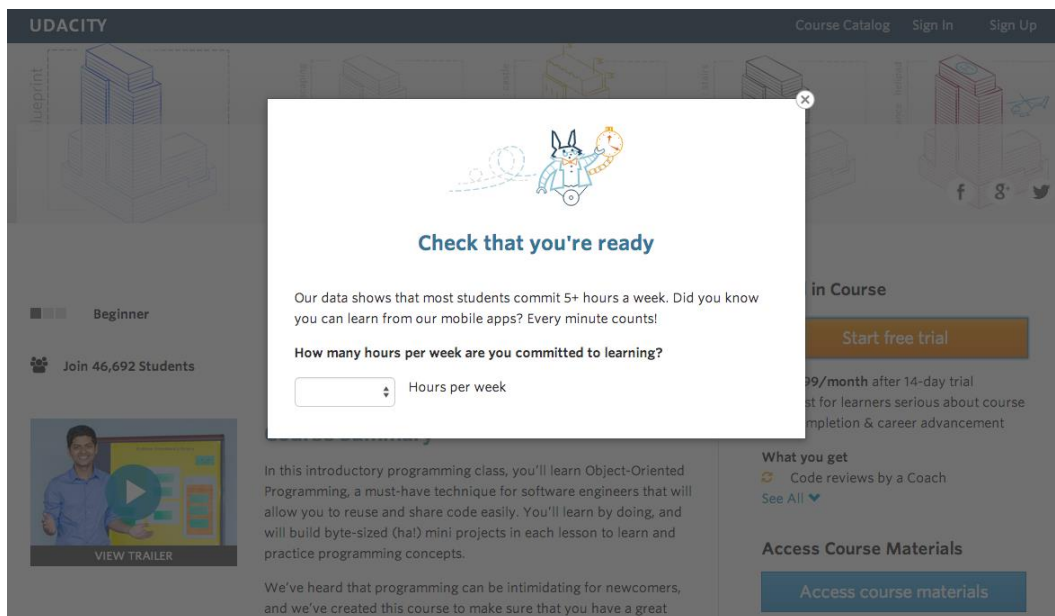 UDACITY
Course Catalog Sign In Sign Up
blueprint
Check that you're ready
Our data shows that most students commit 5+ hours a week. Did you know
you can learn from our mobile apps? Every minute counts!
How many hours per week are you committed to learning?
Hours per week
Beginner
Join 46,692 Students
VIEW TRAILER
Course Summary
In this introductory programming class, you'll learn Object-Oriented
Programming, a must-have technique for software engineers that will
allow you to reuse and share code easily. You'll learn by doing, and
will build byte-sized (ha!) mini projects in each lesson to learn and
practice programming concepts.
We've heard that programming can be intimidating for newcomers,
and we've created this course to make sure that you have a great
in Course
Start free trial
99/month after 14-day trial
for learners serious about course
& career advancement
What you get
Code reviews by a Coach
See All
Access Course Materials
Access course materials